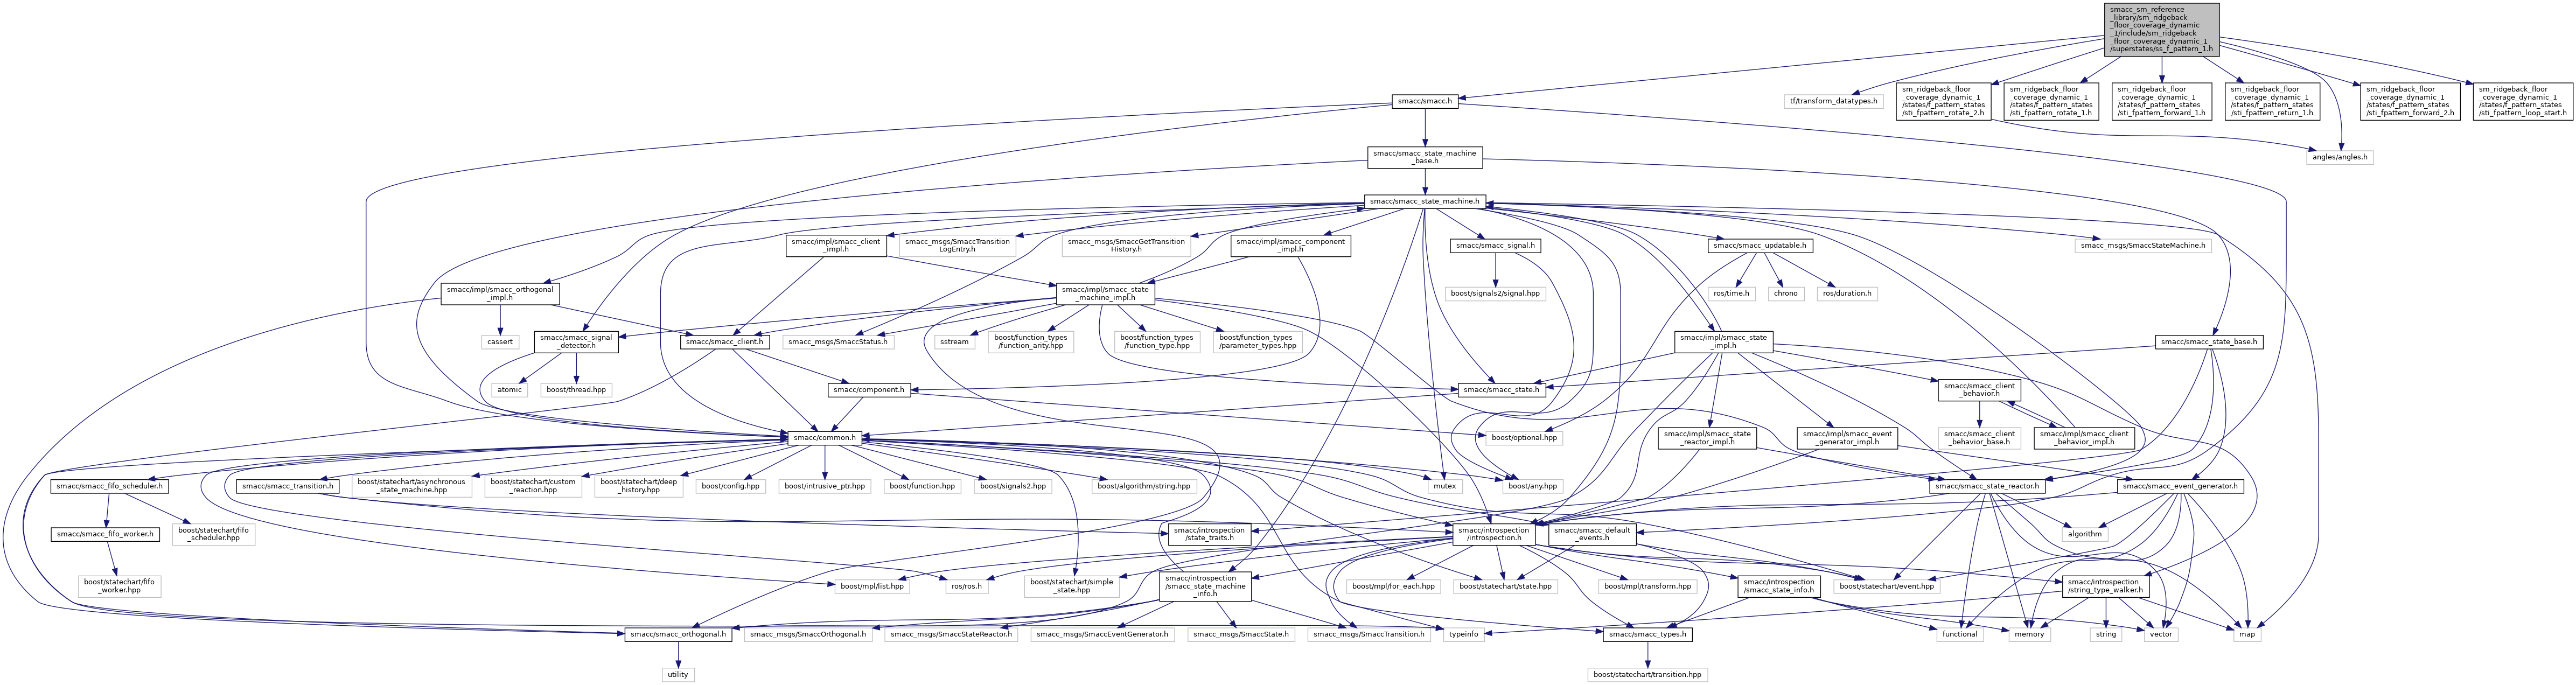 smacc_sm_reference
_library/sm_ridgeback
_floor_coverage_dynamic
_1/include/sm_ridgeback
_floor_coverage_dynamic_1
/superstates/ss_f_pattern_1.h
smacc/smacc.h
tf/transform_datatypes.h
sm_ridgeback_floor
_coverage_dynamic_1
/states/f_pattern_states
/sti_fpattern_rotate_2.h
sm_ridgeback_floor
_coverage_dynamic_1
/states/f_pattern_states
/sti_fpattern_rotate_1.h
sm_ridgeback_floor
_coverage_dynamic_1
/states/f_pattern_states
/sti_fpattern_forward_1.h
sm_ridgeback_floor
_coverage_dynamic_1
/states/f_pattern_states
/sti_fpattern_return_1.h
sm_ridgeback_floor
_coverage_dynamic_1
/states/f_pattern_states
/sti_fpattern_forward_2.h
sm_ridgeback_floor
_coverage_dynamic_1
/states/f_pattern_states
/sti_fpattern_loop_start.h
smacc/smacc_state_machine
_base.h
angles/angles.h
smacc/smacc_state_machine.h
smacc/impl/smacc_client
_impl.h
smacc_msgs/SmaccTransition
LogEntry.h
smacc_msgs/SmaccGetTransition
History.h
smacc/impl/smacc_component
_impl.h
smacc/smacc_signal.h
smacc/smacc_updatable.h
smacc_msgs/SmaccStateMachine.h
smacc/impl/smacc_orthogonal
_impl.h
smacc/impl/smacc_state
_machine_impl.h
boost/signals2/signal.hpp
ros/time.h
chrono
ros/duration.h
cassert
smacc/smacc_signal
_detector.h
smacc/smacc_client.h
smacc_msgs/SmaccStatus.h
sstream
boost/function_types
/function_arity.hpp
boost/function_types
/function_type.hpp
boost/function_types
/parameter_types.hpp
smacc/impl/smacc_state
_impl.h
smacc/smacc_state_base.h
atomic
boost/thread.hpp
smacc/component.h
smacc/smacc_state.h
smacc/smacc_client
_behavior.h
smacc/common.h
boost/optional.hpp
smacc/impl/smacc_state
_reactor_impl.h
smacc/impl/smacc_event
_generator_impl.h
smacc/smacc_client
_behavior_base.h
smacc/impl/smacc_client
_behavior_impl.h
smacc/smacc_fifo_scheduler.h
smacc/smacc_transition.h
boost/statechart/asynchronous
_state_machine.hpp
boost/statechart/custom
_reaction.hpp
boost/statechart/deep
_history.hpp
boost/config.hpp
boost/intrusive_ptr.hpp
boost/function.hpp
boost/signals2.hpp
boost/algorithm/string.hpp
mutex
boost/any.hpp
smacc/smacc_state_reactor.h
smacc/smacc_event_generator.h
smacc/smacc_fifo_worker.h
boost/statechart/fifo
_scheduler.hpp
smacc/introspection
/state_traits.h
smacc/introspection
/introspection.h
smacc/smacc_default
_events.h
algorithm
boost/statechart/fifo
_worker.hpp
boost/mpl/list.hpp
ros/ros.h
boost/statechart/simple
_state.hpp
smacc/introspection
/smacc_state_machine
_info.h
boost/mpl/for_each.hpp
boost/statechart/state.hpp
boost/mpl/transform.hpp
smacc/introspection
/smacc_state_info.h
boost/statechart/event.hpp
smacc/introspection
/string_type_walker.h
smacc/smacc_orthogonal.h
smacc_msgs/SmaccOrthogonal.h
smacc_msgs/SmaccStateReactor.h
smacc_msgs/SmaccEventGenerator.h
smacc_msgs/SmaccState.h
smacc_msgs/SmaccTransition.h
typeinfo
smacc/smacc_types.h
functional
memory
string
vector
map
utility
boost/statechart/transition.hpp